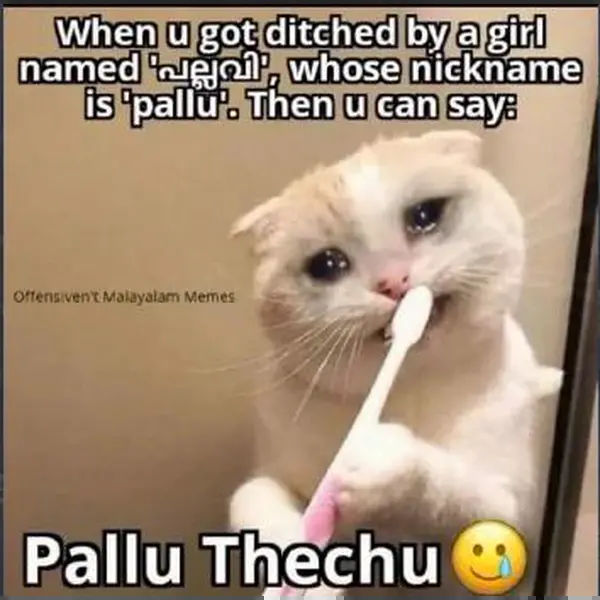 When u got ditched by a girl
named 'പല്ലവി', whose nickname
is 'pallu'. Then u can say:
Offensiven't Malayalam Memes
Pallu Thechu🥲